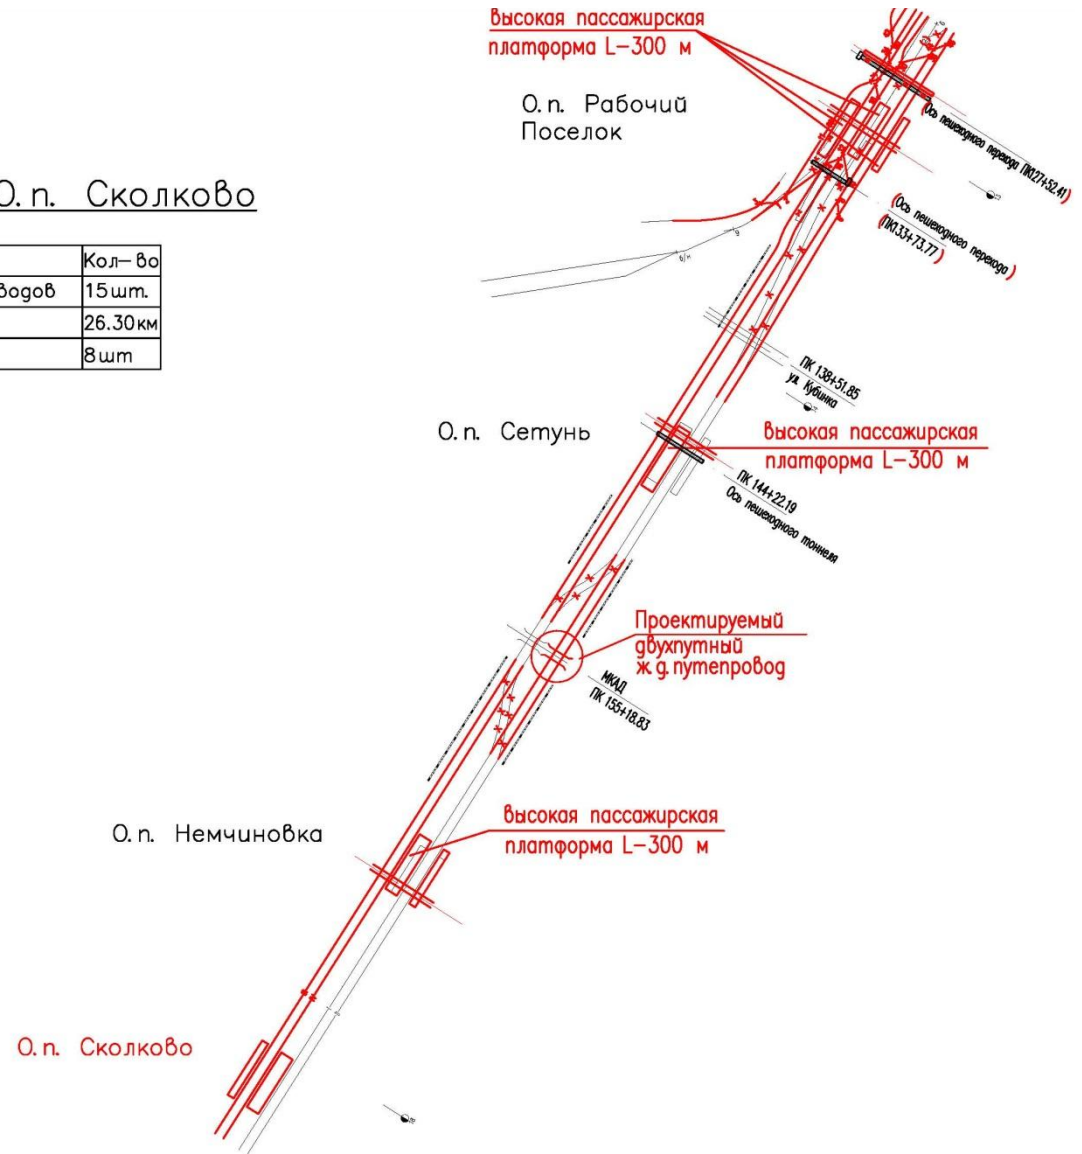 высокая пассажирская
платформа L-300 м
О.п. Рабочий
Поселок
(Ось пешеходного перехода ПК127+52.41)
О.п. Сколково
(Ось пешеходного перехода)
(ПК133+73.77)
Кол-во
водов 15шт.
26.30км
8шт
б/н
ПК 138+51.85
ул. Кубинка
О.п. Сетунь
высокая пассажирская
платформа L-300 м
ПК 144+22.19
Ось пешеходного тоннеля
Проектируемый
двухпутный
ж.д. путепровод
МКАД
ПК 155+18.83
О.п. Немчиновка
высокая пассажирская
платформа L-300 м
О.п. Сколково